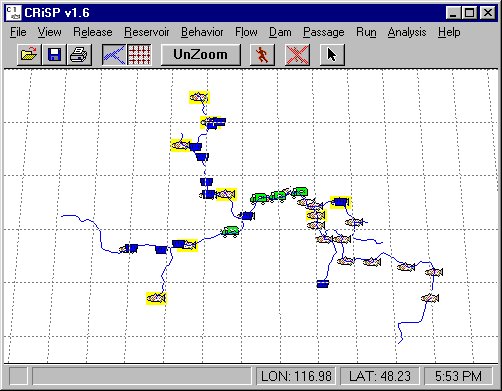 CRiSP v1.6
File View Release Reservoir Behavior Flow Dam Passage Run Analysis Help
UnZoom
LON: 116.98 LAT: 48.23 5:53 PM